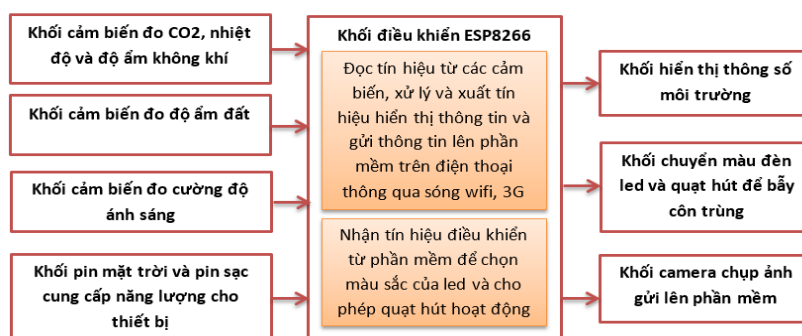 Khối cảm biến đo CO2, nhiệt
độ và độ ẩm không khí
Khối cảm biến đo độ ẩm đất
Khối cảm biến đo cường độ
ánh sáng
Khối pin mặt trời và pin sạc
cung cấp năng lượng cho
thiết bị
Khối điều khiển ESP8266
Đọc tín hiệu từ các cảm
biến, xử lý và xuất tín
hiệu hiển thị thông tin và
gửi thông tin lên phần
mềm trên điện thoại
thông qua sóng wifi, 3G
Nhận tín hiệu điều khiển
từ phần mềm để chọn
màu sắc của led và cho
phép quạt hút hoạt động
Khối hiển thị thông số
môi trường
Khối chuyển màu đèn
led và quạt hút để bẫy
côn trùng
Khối camera chụp ảnh
gửi lên phần mềm